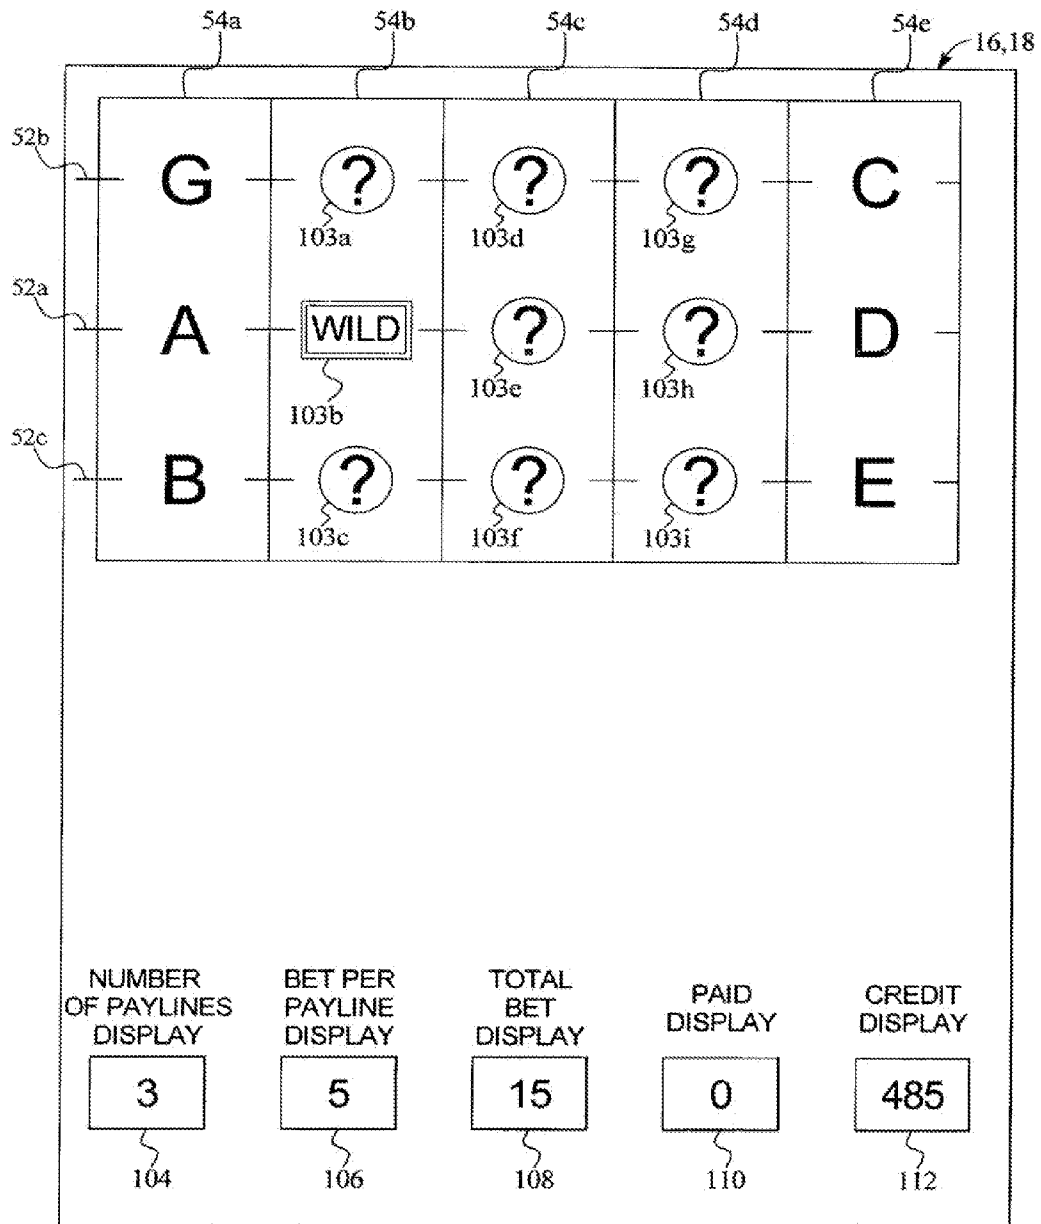 54a 54b 54c 54d 54e
16,18
52b G ? ? ? C
103a 103d 103g
52a A WILD ? ? D
103b 103e 103h
52c B ? ? ? E
103c 103f 103i
NUMBER OF PAYLINES DISPLAY
BET PER PAYLINE DISPLAY
TOTAL BET DISPLAY
PAID DISPLAY
CREDIT DISPLAY
3 5 15 0 485
104 106 108 110 112